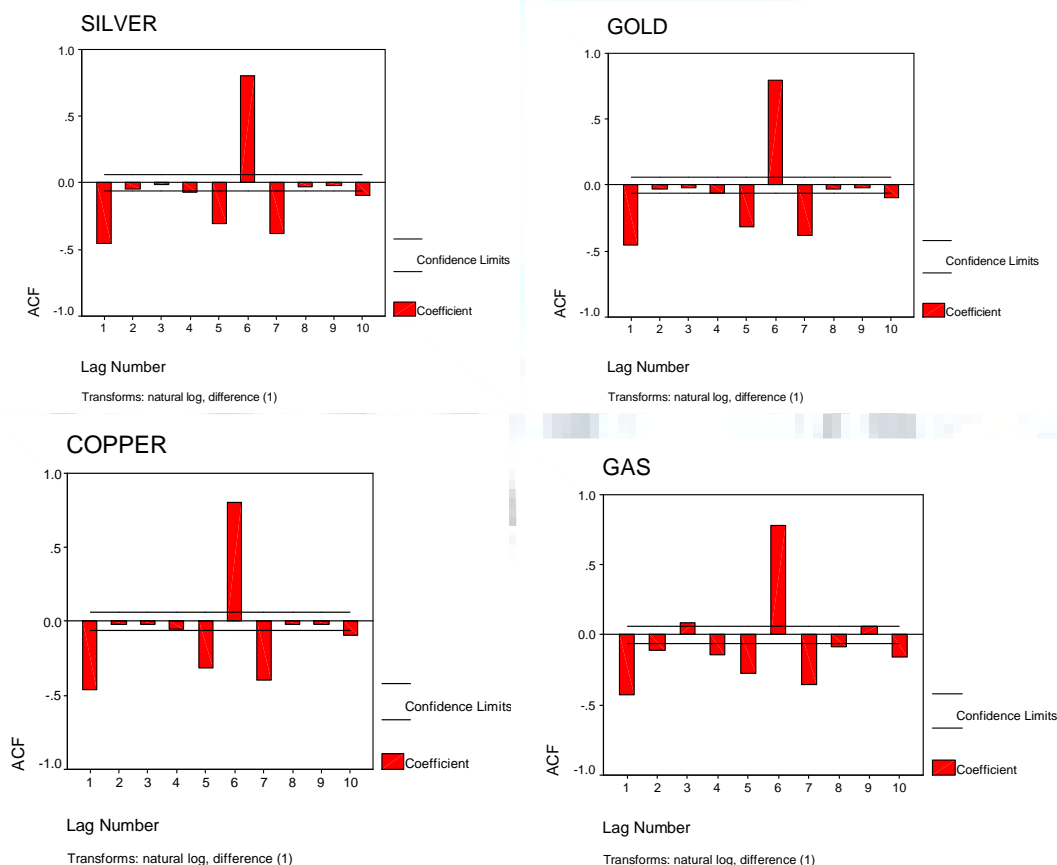 SILVER
1.0
.5
0.0
-.5
-1.0
ACF
1 2 3 4 5 6 7 8 9 10
Lag Number
Transforms: natural log, difference (1)
Confidence Limits
Coefficient
GOLD
1.0
.5
0.0
-.5
-1.0
ACF
1 2 3 4 5 6 7 8 9 10
Lag Number
Transforms: natural log, difference (1)
Confidence Limits
Coefficient
COPPER
1.0
.5
0.0
-.5
-1.0
ACF
1 2 3 4 5 6 7 8 9 10
Lag Number
Transforms: natural log, difference (1)
Confidence Limits
Coefficient
GAS
1.0
.5
0.0
-.5
-1.0
ACF
1 2 3 4 5 6 7 8 9 10
Lag Number
Transforms: natural log, difference (1)
Confidence Limits
Coefficient